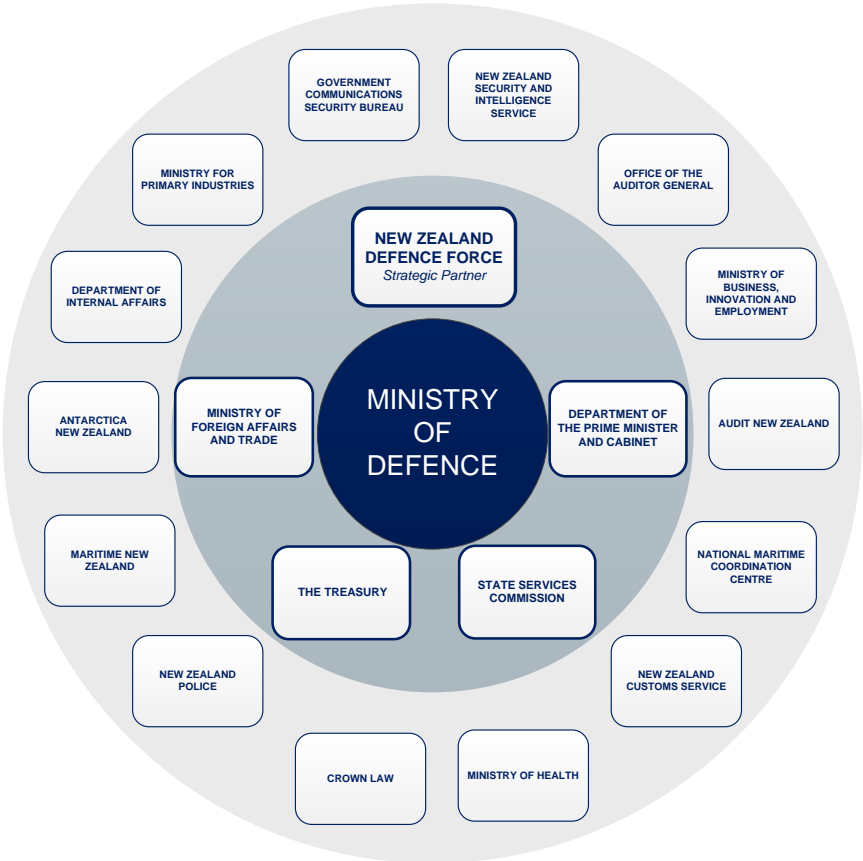 GOVERNMENT
COMMUNICATIONS
SECURITY BUREAU
NEW ZEALAND
SECURITY AND
INTELLIGENCE
SERVICE
MINISTRY FOR
PRIMARY INDUSTRIES
OFFICE OF THE
AUDITOR GENERAL
NEW ZEALAND
DEFENCE FORCE
Strategic Partner
DEPARTMENT OF
INTERNAL AFFAIRS
MINISTRY OF
BUSINESS,
INNOVATION AND
EMPLOYMENT
ANTARCTICA
NEW ZEALAND
MINISTRY OF
FOREIGN AFFAIRS
AND TRADE
MINISTRY
OF
DEFENCE
DEPARTMENT OF
THE PRIME MINISTER
AND CABINET
AUDIT NEW ZEALAND
MARITIME NEW
ZEALAND
THE TREASURY
STATE SERVICES
COMMISSION
NATIONAL MARITIME
COORDINATION
CENTRE
NEW ZEALAND
POLICE
NEW ZEALAND
CUSTOMS SERVICE
CROWN LAW
MINISTRY OF HEALTH